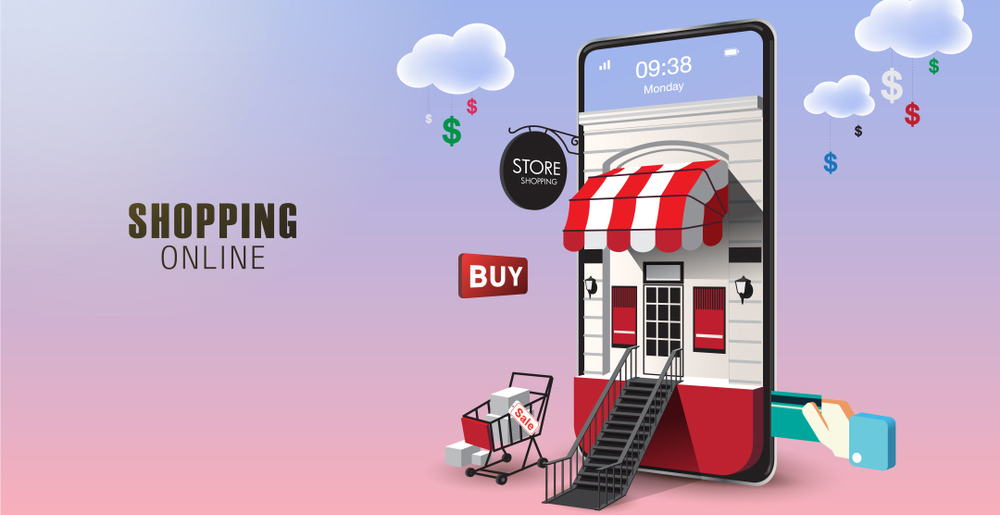 SHOPPING
ONLINE
09:38
Monday
STORE
SHOPPING
BUY
Sale
$
$
$
$
$
$
$
$